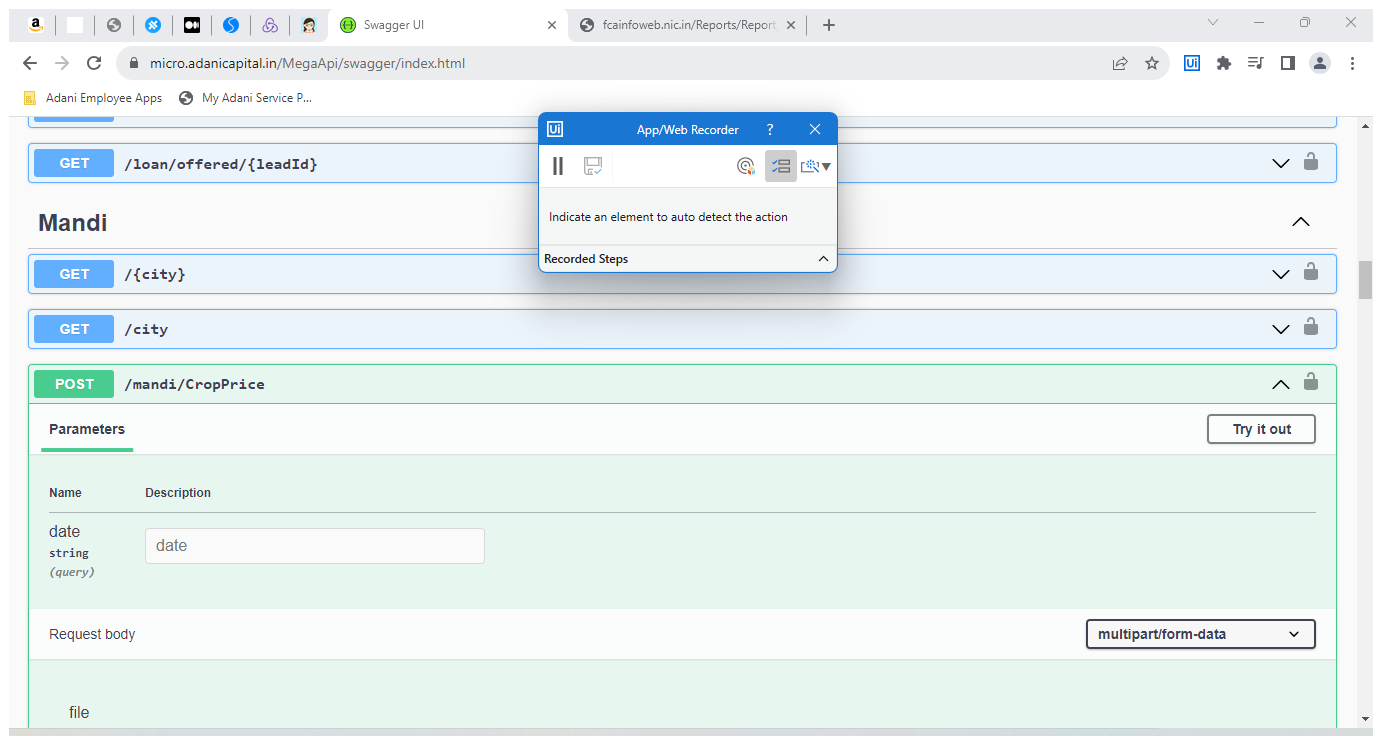 Swagger UI
fcainfoweb.nic.in/Reports/Report
micro.adanicapital.in/MegaApi/swagger/index.html
Ui
Adani Employee Apps
My Adani Service P...
Ui
App/Web Recorder
?
Indicate an element to auto detect the action
Recorded Steps
GET
/loan/offered/{leadId}
Mandi
GET
/{city}
GET
/city
POST
/mandi/CropPrice
Parameters
Try it out
Name
Description
date
string
(query)
date
Request body
multipart/form-data
file